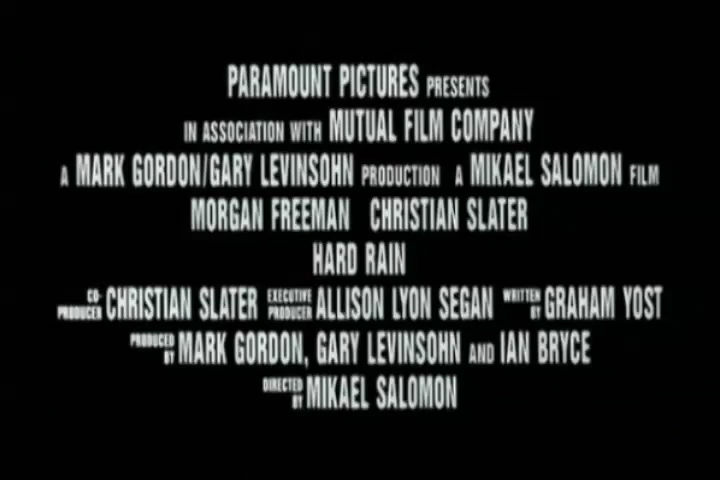 PARAMOUNT PICTURES PRESENTS
IN ASSOCIATION WITH MUTUAL FILM COMPANY
A MARK GORDON/GARY LEVINSOHN PRODUCTION A MIKAEL SALOMON FILM
MORGAN FREEMAN CHRISTIAN SLATER
HARD RAIN
CO-PRODUCER CHRISTIAN SLATER EXECUTIVE PRODUCER ALLISON LYON SEGAN WRITTEN BY GRAHAM YOST
PRODUCED BY MARK GORDON, GARY LEVINSOHN AND IAN BRYCE
DIRECTED BY MIKAEL SALOMON